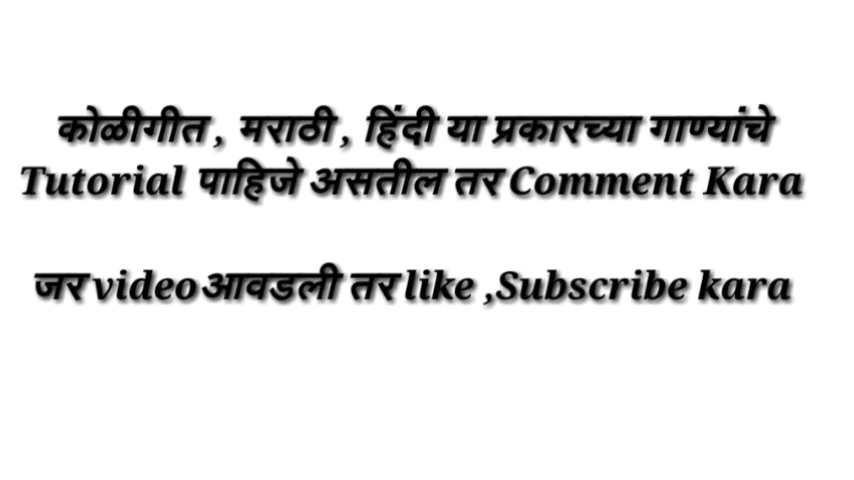 कोळीगीत , मराठी , हिंदी या प्रकारच्या गाण्यांचे
Tutorial पाहिजे असतील तर Comment Kara
जर video आवडली तर like ,Subscribe kara